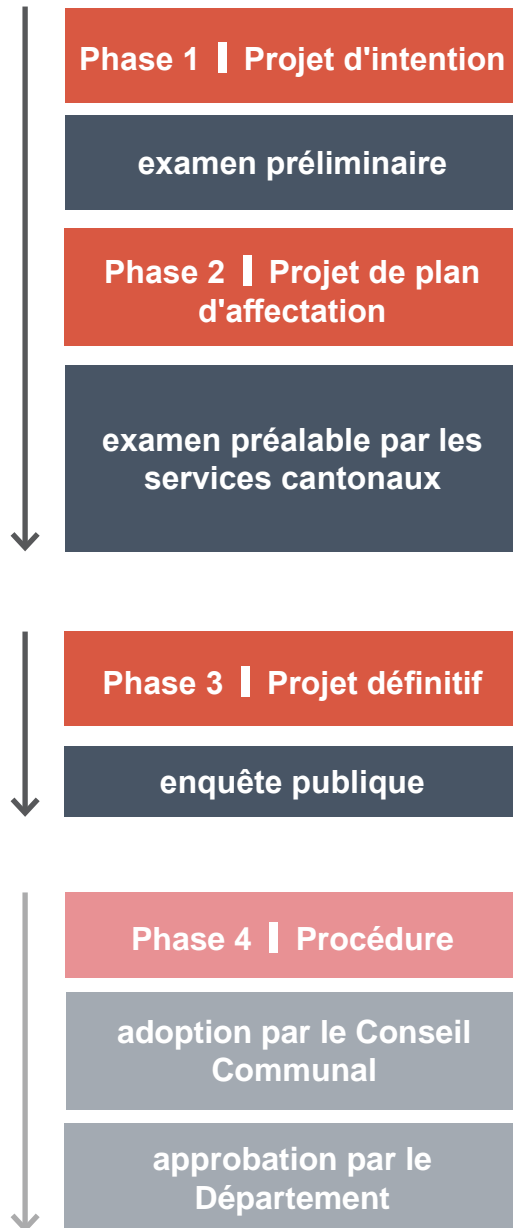 Phase 1 | Projet d'intention
examen préliminaire
Phase 2 | Projet de plan
d'affectation
examen préalable par les
services cantonaux
Phase 3 | Projet définitif
enquête publique
Phase 4 | Procédure
adoption par le Conseil
Communal
approbation par le
Département